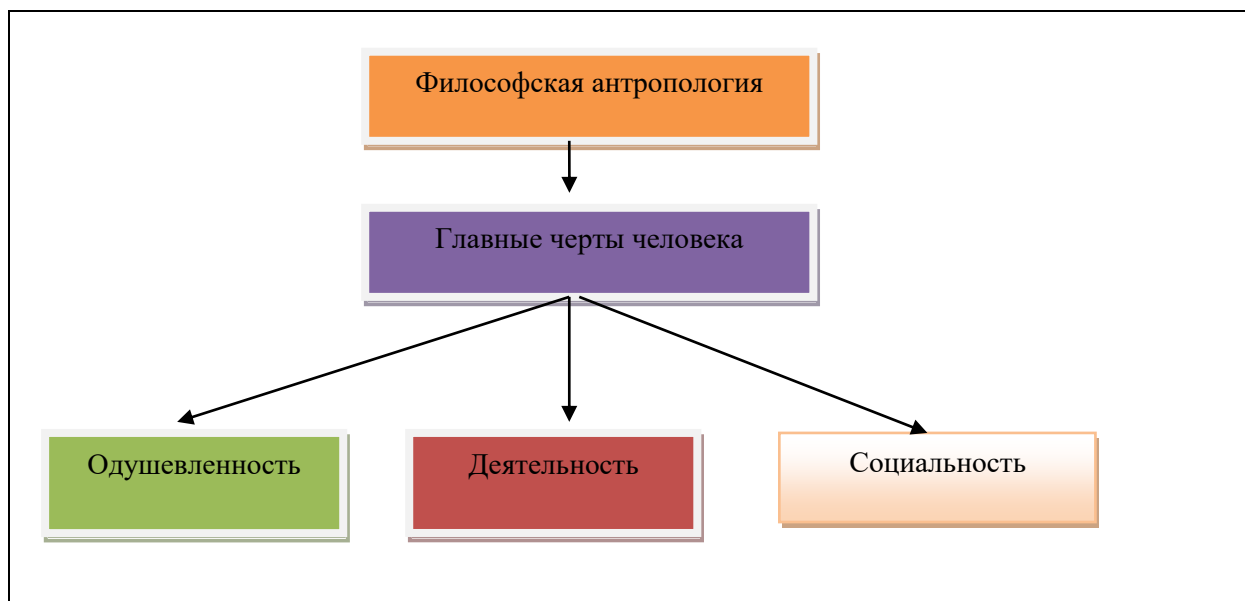 Философская антропология
Главные черты человека
Одушевленность
Деятельность
Социальность